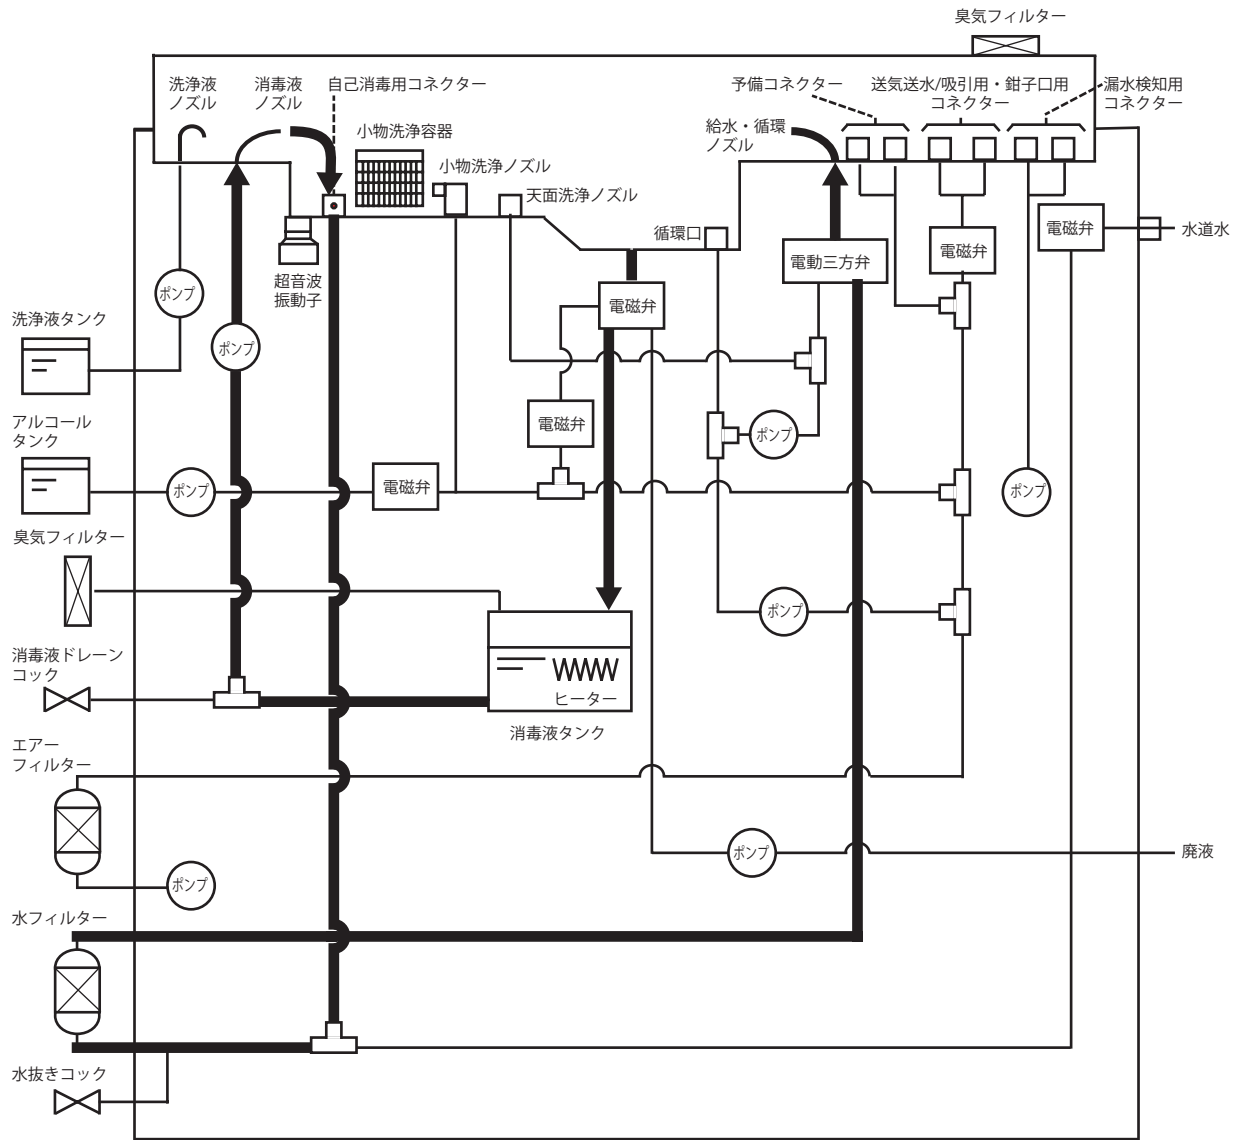 臭気フィルター
洗浄液
ノズル
消毒液
ノズル
自己消毒用コネクター
予備コネクター
送気送水/吸引用・鉗子口用
コネクター
漏水検知用
コネクター
小物洗浄容器
給水・循環
ノズル
小物洗浄ノズル
天面洗浄ノズル
循環口
電磁弁
水道水
電動三方弁
電磁弁
超音波
振動子
ポンプ
電磁弁
洗浄液タンク
ポンプ
アルコール
タンク
電磁弁
ポンプ
ポンプ
電磁弁
ポンプ
臭気フィルター
ポンプ
消毒液ドレーン
コック
ヒーター
消毒液タンク
エアー
フィルター
ポンプ
廃液
ポンプ
水フィルター
水抜きコック